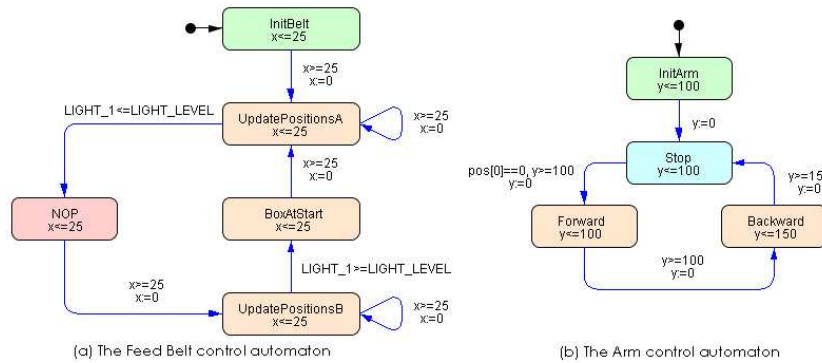 InitBelt
x<=25
x>=25
x:=0
LIGHT_1<=LIGHT_LEVEL
UpdatePositionsA
x<=25
x>=25
x:=0
x>=25
x:=0
NOP
x<=25
BoxAtStart
x<=25
LIGHT_1>=LIGHT_LEVEL
x>=25
x:=0
UpdatePositionsB
x<=25
x>=25
x:=0
(a) The Feed Belt control automaton
InitArm
y<=100
y:=0
Stop
y<=100
pos[0]==0, y>=100
y:=0
y>=15
y:=0
Forward
y<=100
Backward
y<=150
y>=100
y:=0
(b) The Arm control automaton